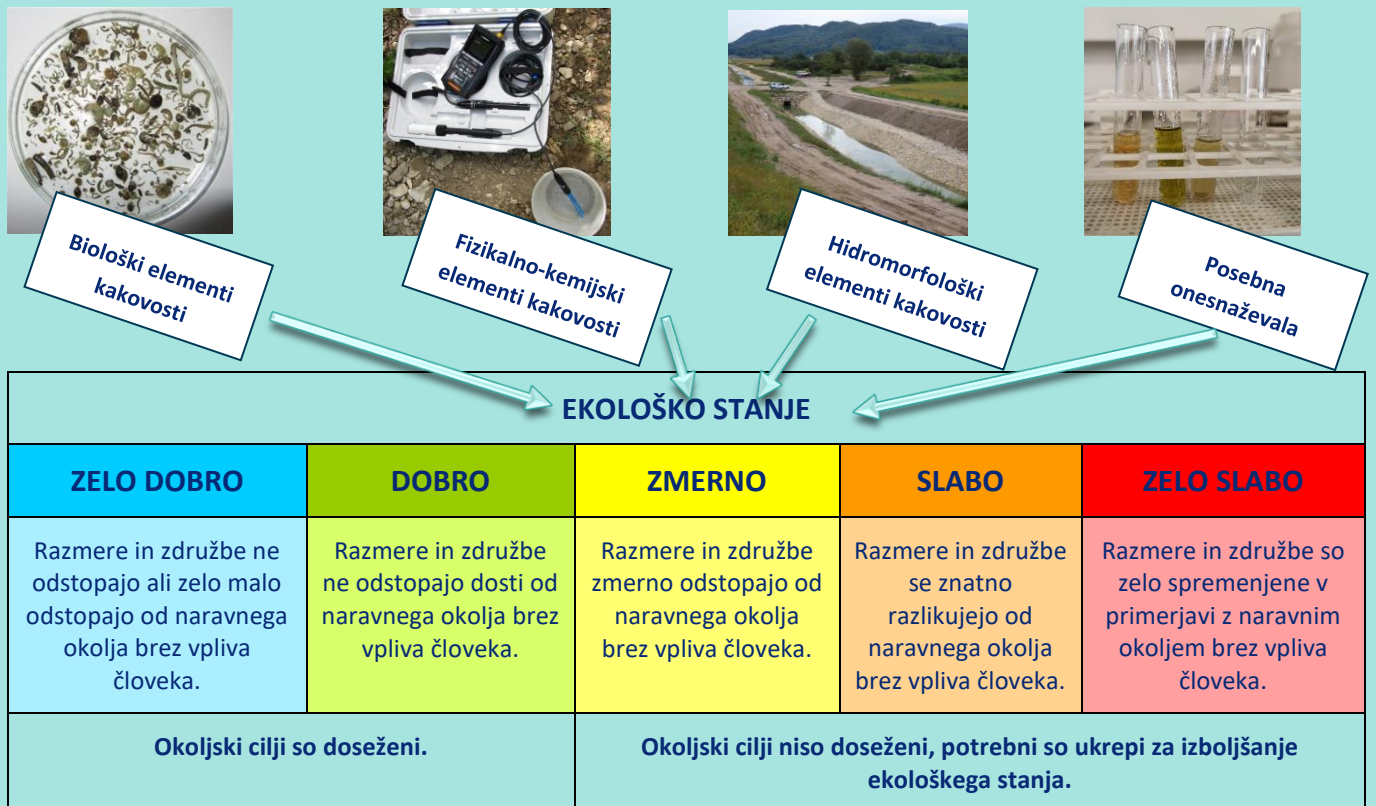 Biološki elementi
kakovosti
Fizikalno-kemijski
elementi kakovosti
Hidromorfološki
elementi kakovosti
Posebna
onesnaževala
EKOLOŠKO STANJE
ZELO DOBRO
DOBRO
ZMERNO
SLABO
ZELO SLABO
Razmere in združbe ne
odstopajo ali zelo malo
odstopajo od naravnega
okolja brez vpliva
človeka.
Razmere in združbe
ne odstopajo dosti od
naravnega okolja brez
vpliva človeka.
Razmere in združbe
zmerno odstopajo od
naravnega okolja
brez vpliva človeka.
Razmere in združbe
se znatno
razlikujejo od
naravnega okolja
brez vpliva človeka.
Razmere in združbe so
zelo spremenjene v
primerjavi z naravnim
okoljem brez vpliva
človeka.
Okoljski cilji so doseženi.
Okoljski cilji niso doseženi, potrebni so ukrepi za izboljšanje
ekološkega stanja.